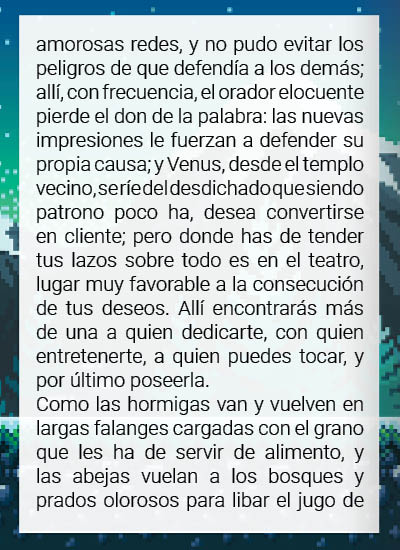 amorosas redes, y no pudo evitar los
peligros de que defendía a los demás;
allí, con frecuencia, el orador elocuente
pierde el don de la palabra: las nuevas
impresiones le fuerzan a defender su
propia causa; y Venus, desde el templo
vecino, se ríe del desdichado que siendo
patrono poco ha, desea convertirse
en cliente; pero donde has de tender
tus lazos sobre todo es en el teatro,
lugar muy favorable a la consecución
de tus deseos. Allí encontrarás más
de una a quien dedicarte, con quien
entretenerte, a quien puedes tocar, y
por último poseerla.
Como las hormigas van y vuelven en
largas falanges cargadas con el grano
que les ha de servir de alimento, y
las abejas vuelan a los bosques y
prados olorosos para libar el jugo de